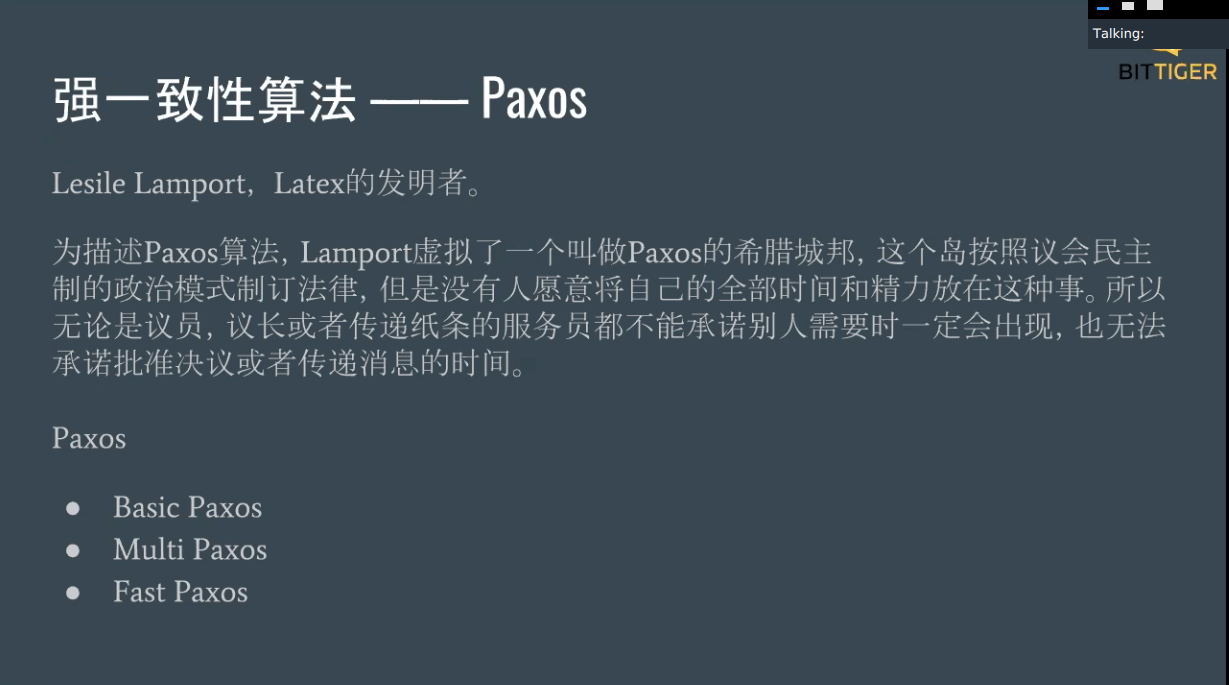 Talking:
BITTIGER
强一致性算法 —— Paxos
Lesile Lamport，Latex的发明者。
为描述Paxos算法, Lamport虚拟了一个叫做Paxos的希腊城邦, 这个岛按照议会民主
制的政治模式制订法律, 但是没有人愿意将自己的全部时间和精力放在这种事。所以
无论是议员, 议长或者传递纸条的服务员都不能承诺别人需要时一定会出现, 也无法
承诺批准决议或者传递消息的时间。
Paxos
● Basic Paxos
● Multi Paxos
● Fast Paxos